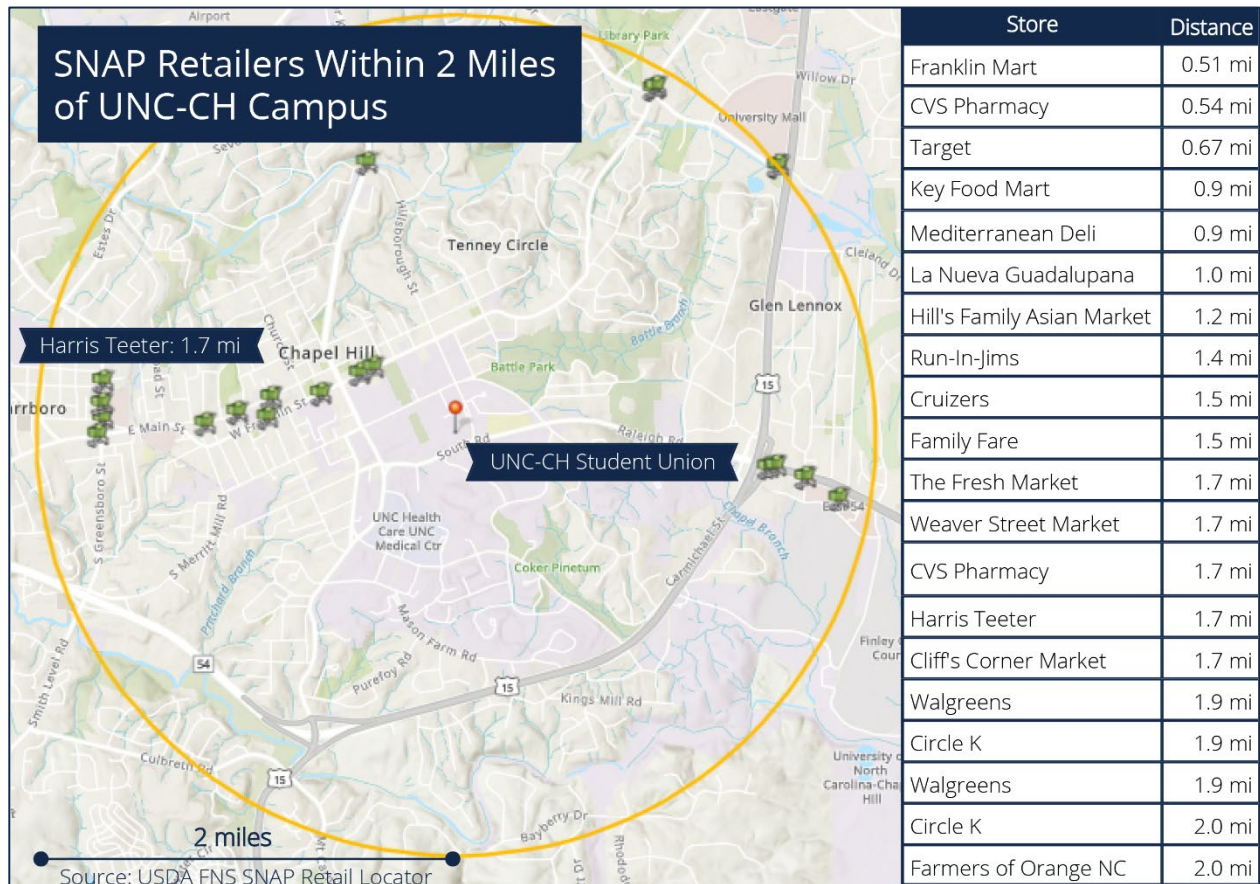 SNAP Retailers Within 2 Miles
of UNC-CH Campus
Airport
Library Park
Eastgate
Willow Dr
University Mall
Estes Dr
Hillsborough St
Tenney Circle
Cleland Dr
Glen Lennox
Battle Branch
Church St
Harris Teeter: 1.7 mi
Chapel Hill
Battle Park
15
E Main St
South Rd
Raleigh Rd
UNC-CH Student Union
East 54
S Greensboro St
S Merritt Mill Rd
UNC Health
Care UNC
Medical Ctr
Chapel Branch
Carmichael St
Coker Pinetum
Pritchard Branch
Mason Farm Rd
Purefoy Rd
54
15
Kings Mill Rd
Smith Level Rd
Culbreth Rd
15
Bayberry Dr
2 miles
Source: USDA FNS SNAP Retail Locator
Store Distance
Franklin Mart 0.51 mi
CVS Pharmacy 0.54 mi
Target 0.67 mi
Key Food Mart 0.9 mi
Mediterranean Deli 0.9 mi
La Nueva Guadalupana 1.0 mi
Hill's Family Asian Market 1.2 mi
Run-In-Jims 1.4 mi
Cruizers 1.5 mi
Family Fare 1.5 mi
The Fresh Market 1.7 mi
Weaver Street Market 1.7 mi
CVS Pharmacy 1.7 mi
Harris Teeter 1.7 mi
Cliff's Corner Market 1.7 mi
Walgreens 1.9 mi
Circle K 1.9 mi
Walgreens 1.9 mi
Circle K 2.0 mi
Farmers of Orange NC 2.0 mi